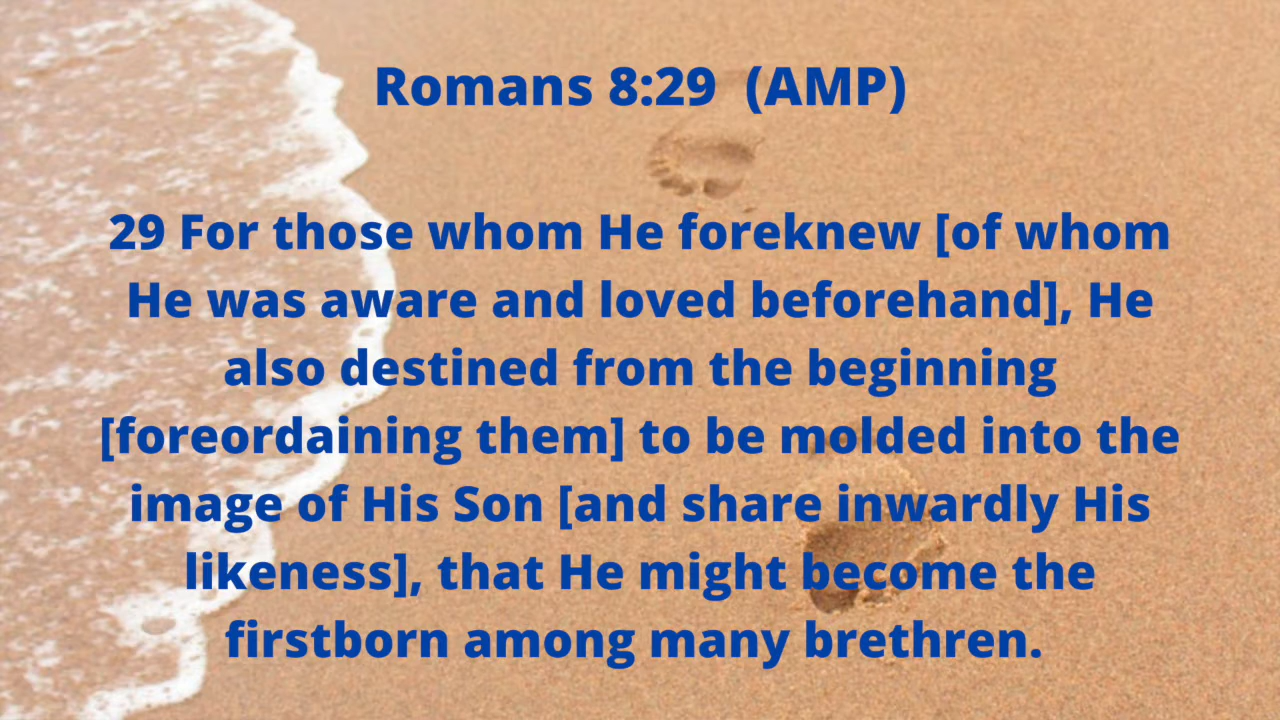 Romans 8:29  (AMP)
29 For those whom He foreknew [of whom
He was aware and loved beforehand], He
also destined from the beginning
[foreordaining them] to be molded into the
image of His Son [and share inwardly His
likeness], that He might become the
firstborn among many brethren.